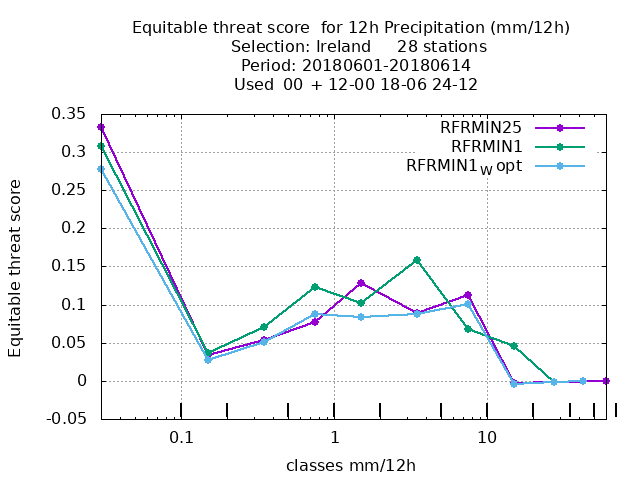 Equitable threat score for 12h Precipitation (mm/12h)
Selection: Ireland 28 stations
Period: 20180601-20180614
Used 00 + 12-00 18-06 24-12
RFRMIN25
RFRMIN1
RFRMIN1W opt
0.35
0.3
0.25
0.2
0.15
0.1
0.05
0
-0.05
Equitable threat score
0.1 1 10
classes mm/12h